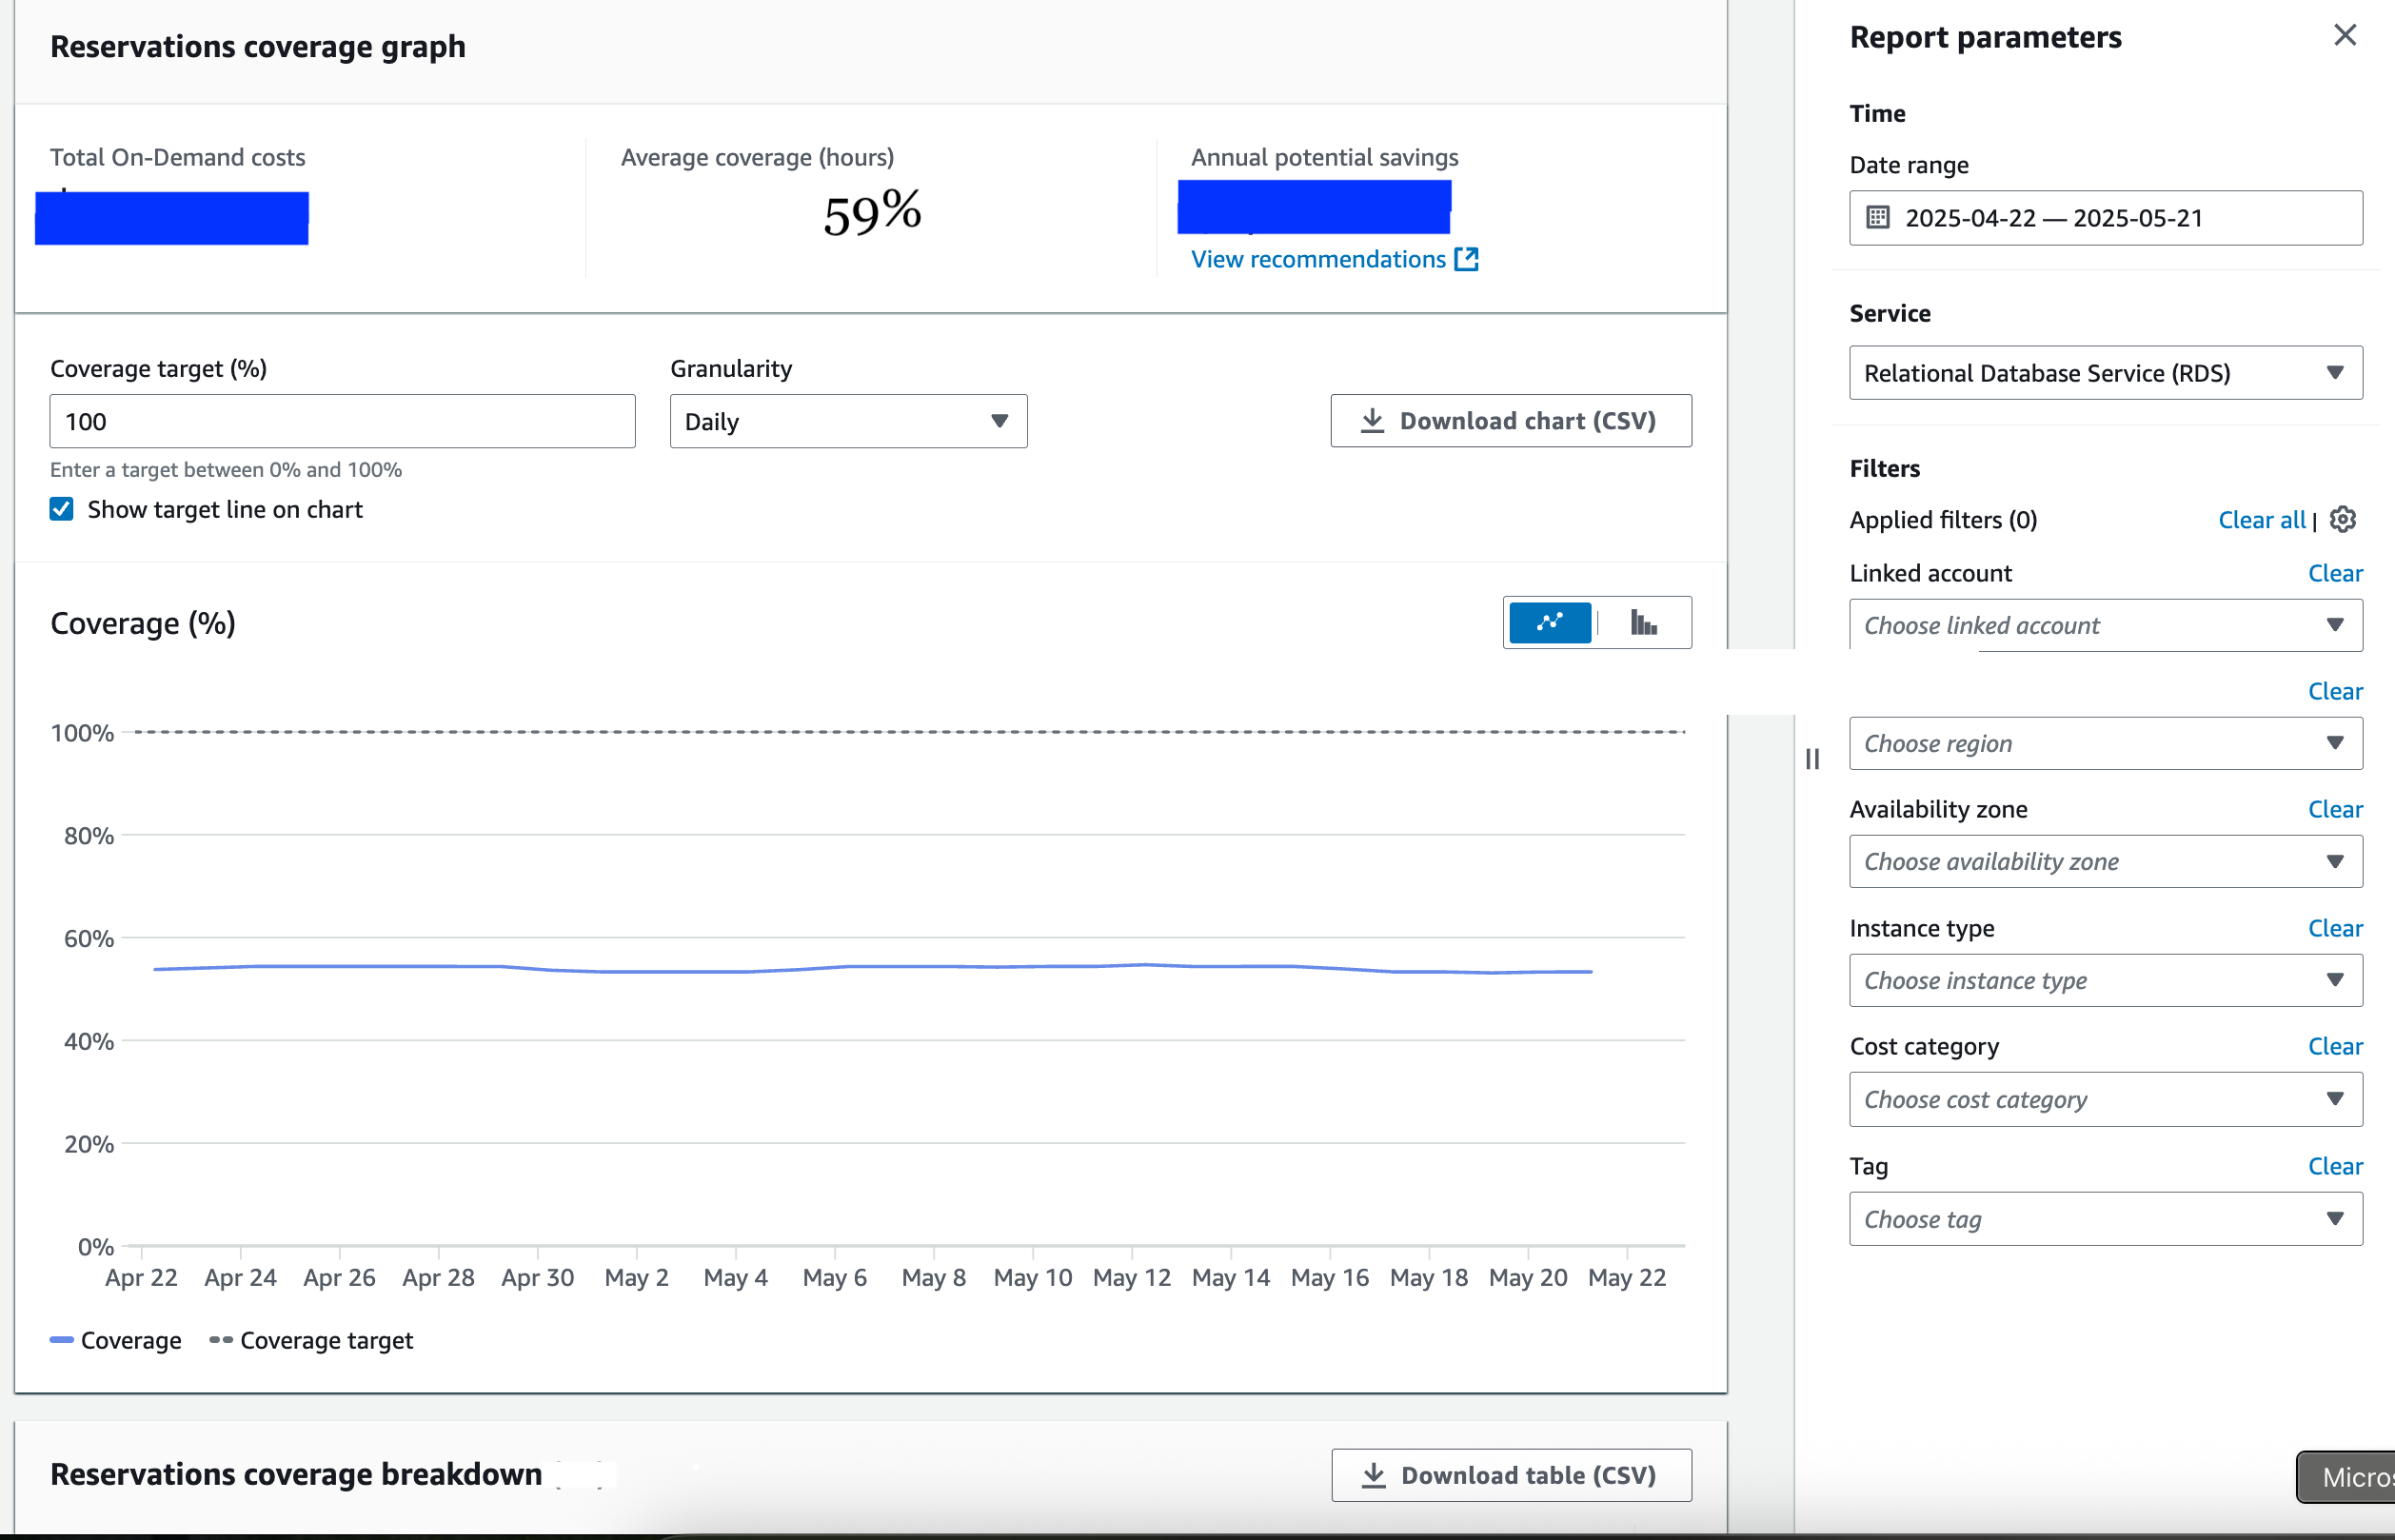 Reservations coverage graph
Total On-Demand costs
Average coverage (hours)
59%
Annual potential savings
View recommendations
Coverage target (%)
100
Enter a target between 0% and 100%
Show target line on chart
Granularity
Daily
Download chart (CSV)
Coverage (%)
100%
80%
60%
40%
20%
0%
Apr 22 Apr 24 Apr 26 Apr 28 Apr 30 May 2 May 4 May 6 May 8 May 10 May 12 May 14 May 16 May 18 May 20 May 22
Coverage Coverage target
Reservations coverage breakdown
Download table (CSV)
Report parameters
Time
Date range
2025-04-22 — 2025-05-21
Service
Relational Database Service (RDS)
Filters
Applied filters (0) Clear all |
Linked account Clear
Choose linked account
Clear
Choose region
Availability zone Clear
Choose availability zone
Instance type Clear
Choose instance type
Cost category Clear
Choose cost category
Tag Clear
Choose tag